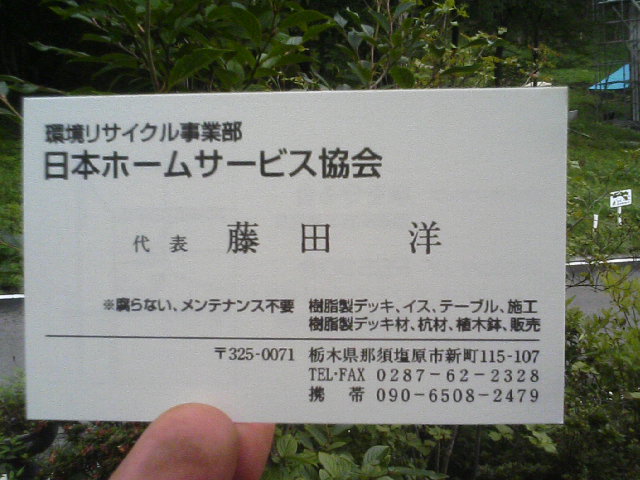 環境リサイクル事業部
日本ホームサービス協会
代表 藤田 洋
※腐らない、メンテナンス不要 樹脂製デッキ、イス、テーブル、施工
樹脂製デッキ材、杭材、植木鉢、販売
〒325-0071 栃木県那須塩原市新町115-107
TEL・FAX 0287-62-2328
携帯 090-6508-2479